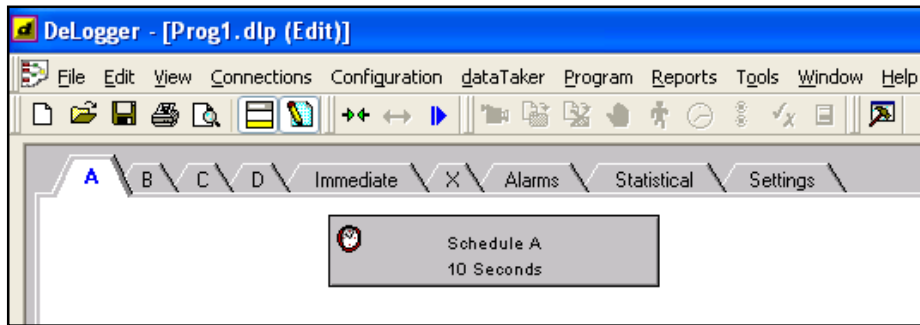 DeLogger - [Prog1.dlp (Edit)]
File Edit View Connections Configuration dataTaker Program Reports Tools Window Help
A B C D Immediate X Alarms Statistical Settings
Schedule A
10 Seconds